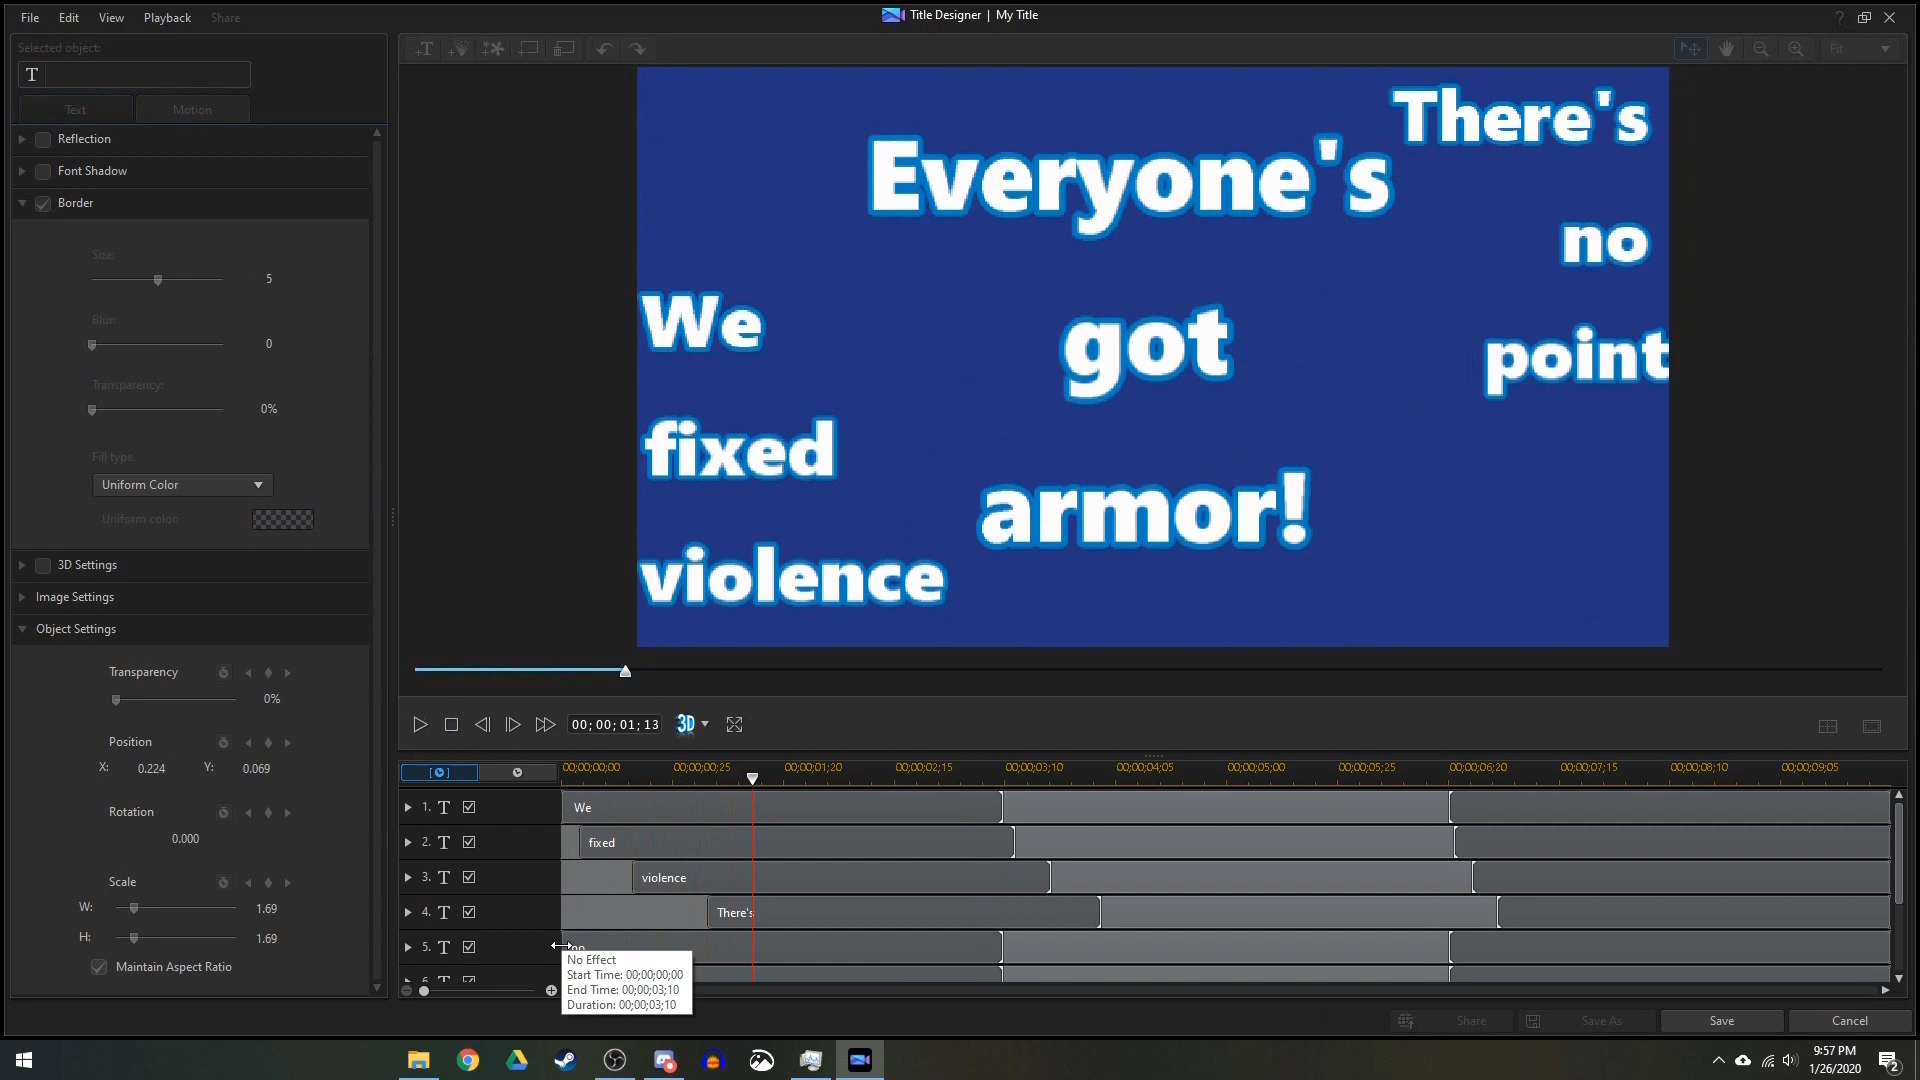 File Edit View Playback Share
Title Designer | My Title
?
Selected object:
T
Text Motion
Fit
Reflection
Font Shadow
Border
Size:
5
Blur:
0
Transparency:
0%
Fill type
Uniform Color
Uniform color:
3D Settings
Image Settings
Object Settings
Transparency
0%
Position
X: 0.224 Y: 0.069
Rotation
0.000
Scale
W: 1.69
H: 1.69
Maintain Aspect Ratio
There's
Everyone's
no
We
got
point
fixed
armor!
violence
00;00;01;13 3D
00;00;00;00 00;00;00;25 00;00;01;20 00;00;02;15 00;00;03;10 00;00;04;05 00;00;05;00 00;00;05;25 00;00;06;20 00;00;07;15 00;00;08;10 00;00;09;05
1. T We
2. T fixed
3. T violence
4. T There's
5. T no
6. T
No Effect
Start Time: 00;00;00;00
End Time: 00;00;03;10
Duration: 00;00;03;10
Share Save As Save Cancel
9:57 PM
1/26/2020
2